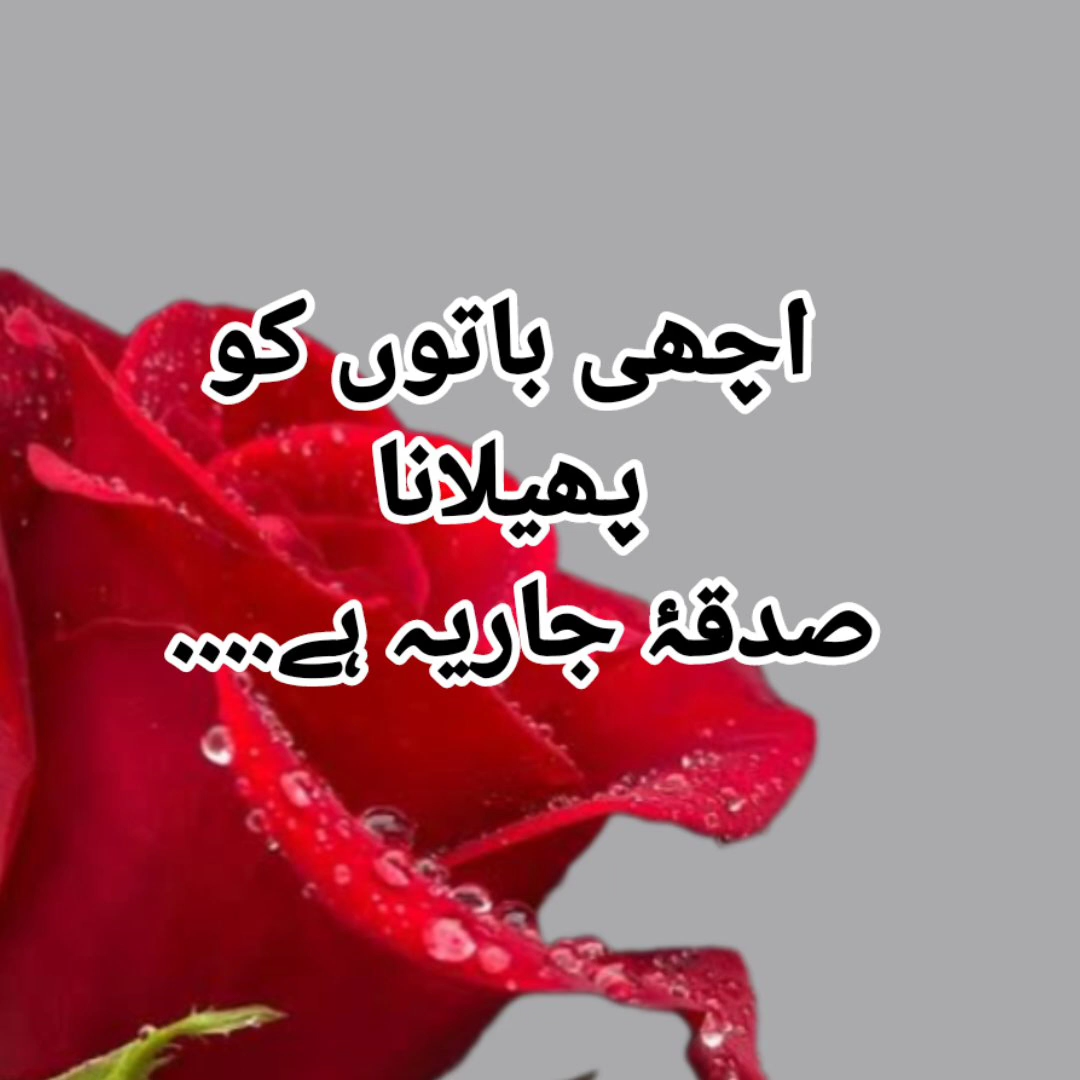 اچھی باتوں کو
پھیلانا
صدقۂ جاریہ ہے....